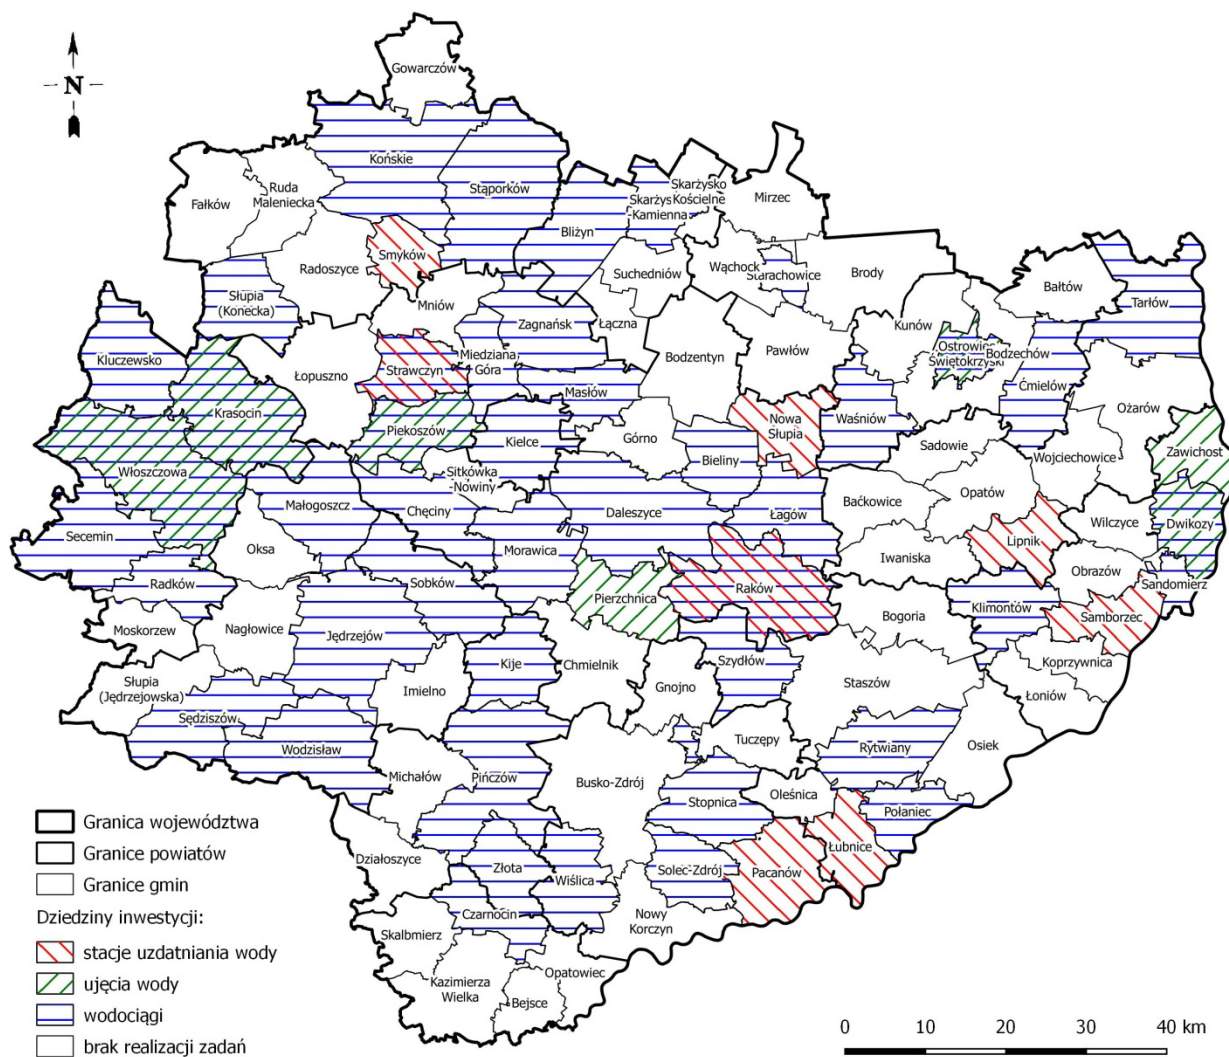 N
Gowarczów
Końskie
Stąporków
Ruda
Maleniecka
Fałków
Skarżysko
Kościelne
Skarżys
-Kamienna
Mirzec
Bliżyn
Smyków
Radoszyce
Suchedniów
Wąchock
Starachowice
Brody
Bałtów
Tarłów
Słupia
(Konecka)
Mniów
Zagnańsk
Łączna
Kunów
Kluczewsko
Łopuszno
Strawczyn
Miedziana
Góra
Bodzentyn
Pawłów
Ostrowiec
Świętokrzyski
Bodzechów
Ćmielów
Masłów
Krasocin
Piekoszów
Kielce
Górno
Nowa
Słupia
Waśniów
Ożarów
Sadowie
Wojciechowice
Zawichost
Włoszczowa
Sitkówka
-Nowiny
Bieliny
Małogoszcz
Chęciny
Daleszyce
Łagów
Baćkowice
Opatów
Wilczyce
Dwikozy
Secemin
Oksa
Morawica
Iwaniska
Lipnik
Obrazów
Radków
Sobków
Pierzchnica
Raków
Sandomierz
Moskorzew
Nagłowice
Jędrzejów
Bogoria
Klimontów
Samborzec
Słupia
(Jędrzejowska)
Imielno
Kije
Chmielnik
Gnojno
Szydłów
Staszów
Koprzywnica
Łoniów
Sędziszów
Wodzisław
Michałów
Pińczów
Busko-Zdrój
Tuczępy
Rytwiany
Osiek
Stopnica
Oleśnica
Połaniec
Działoszyce
Złota
Wiślica
Solec-Zdrój
Pacanów
Łubnice
Czarnocin
Nowy
Korczyn
Skalbmierz
Kazimierza
Wielka
Opatowiec
Bejsce
Granica województwa
Granice powiatów
Granice gmin
Dziedziny inwestycji:
stacje uzdatniania wody
ujęcia wody
wodociągi
brak realizacji zadań
0 10 20 30 40 km